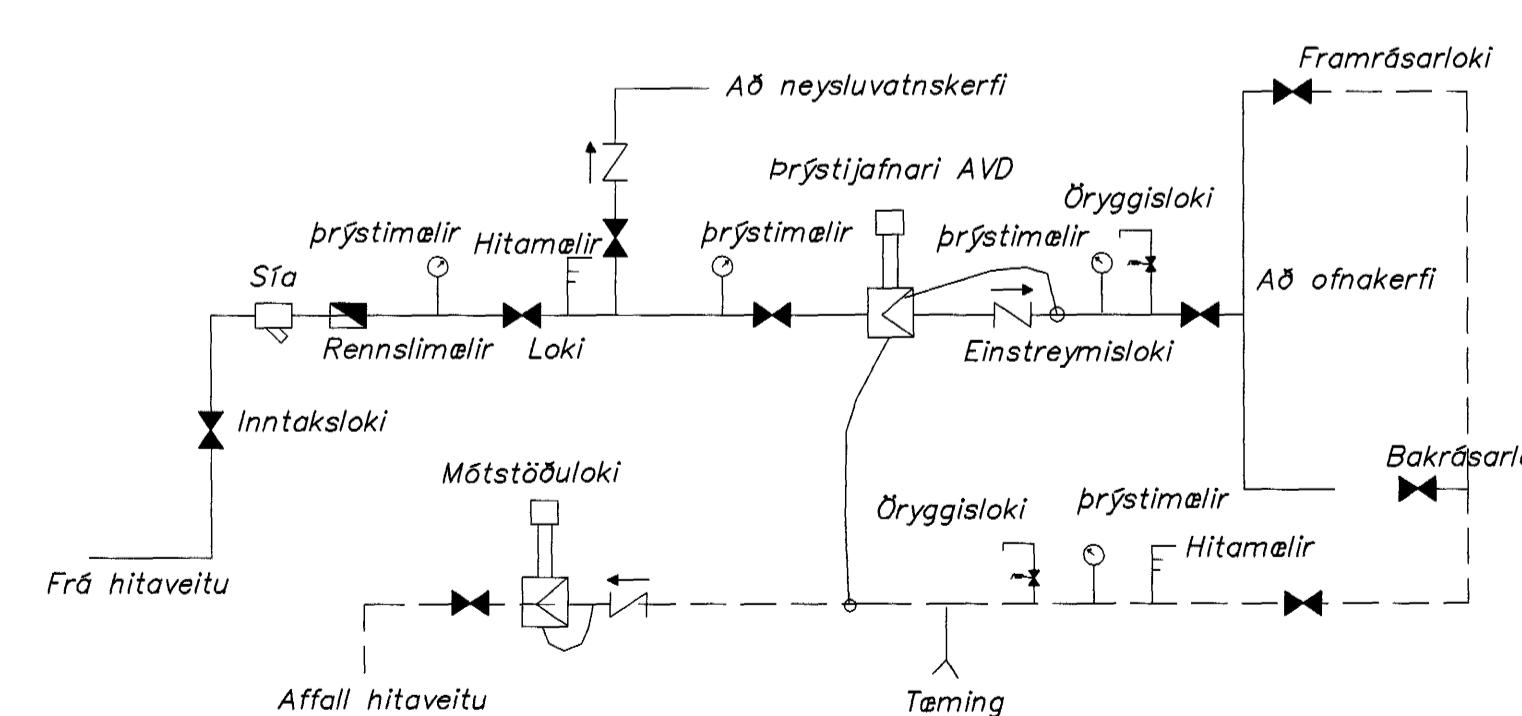 Framrásarloki
Að neysluvatnskerfi
Þrýstijafnari AVD
Öryggisloki
þrýstimælir
Hitamælir
þrýstimælir
þrýstimælir
Sía
Að ofnakerfi
Rennslimælir
Loki
Einstreymisloki
Inntaksloki
Bakrásarl
Mótstöðuloki
Öryggisloki
þrýstimælir
Hitamælir
Frá hitaveitu
Affall hitaveitu
Tæming